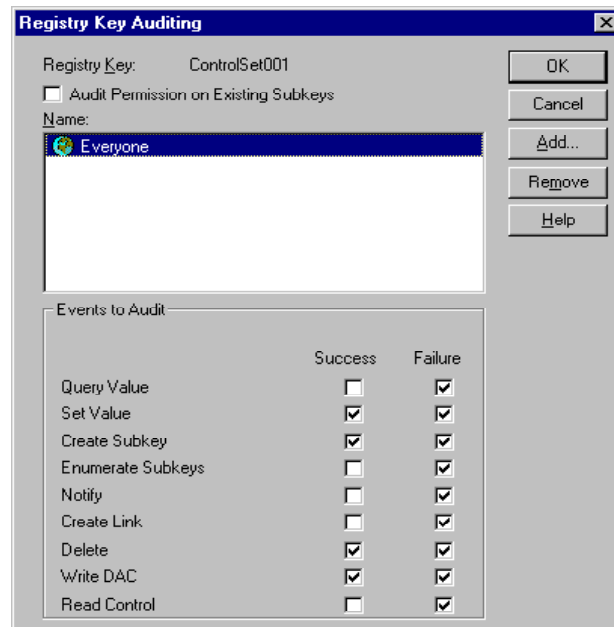 Registry Key Auditing
Registry Key: ControlSet001
Audit Permission on Existing Subkeys
Name:
Everyone
OK
Cancel
Add...
Remove
Help
Events to Audit
Success Failure
Query Value
Set Value
Create Subkey
Enumerate Subkeys
Notify
Create Link
Delete
Write DAC
Read Control